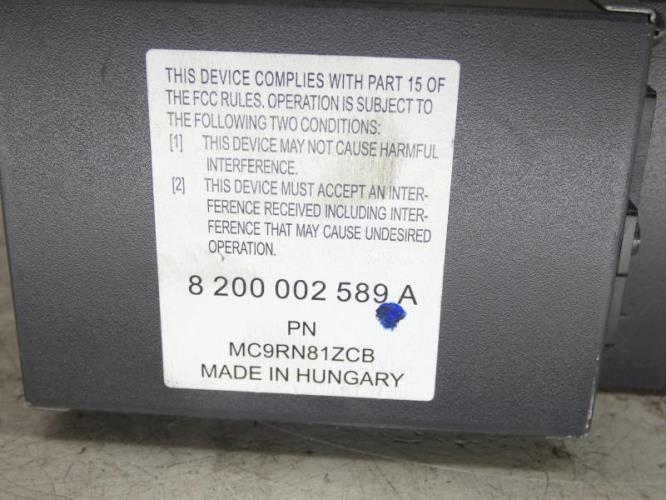 THIS DEVICE COMPLIES WITH PART 15 OF
THE FCC RULES. OPERATION IS SUBJECT TO
THE FOLLOWING TWO CONDITIONS:
[1] THIS DEVICE MAY NOT CAUSE HARMFUL
INTERFERENCE.
[2] THIS DEVICE MUST ACCEPT AN INTER-
FERENCE RECEIVED INCLUDING INTER-
FERENCE THAT MAY CAUSE UNDESIRED
OPERATION.
8 200 002 589 A
PN
MC9RN81ZCB
MADE IN HUNGARY